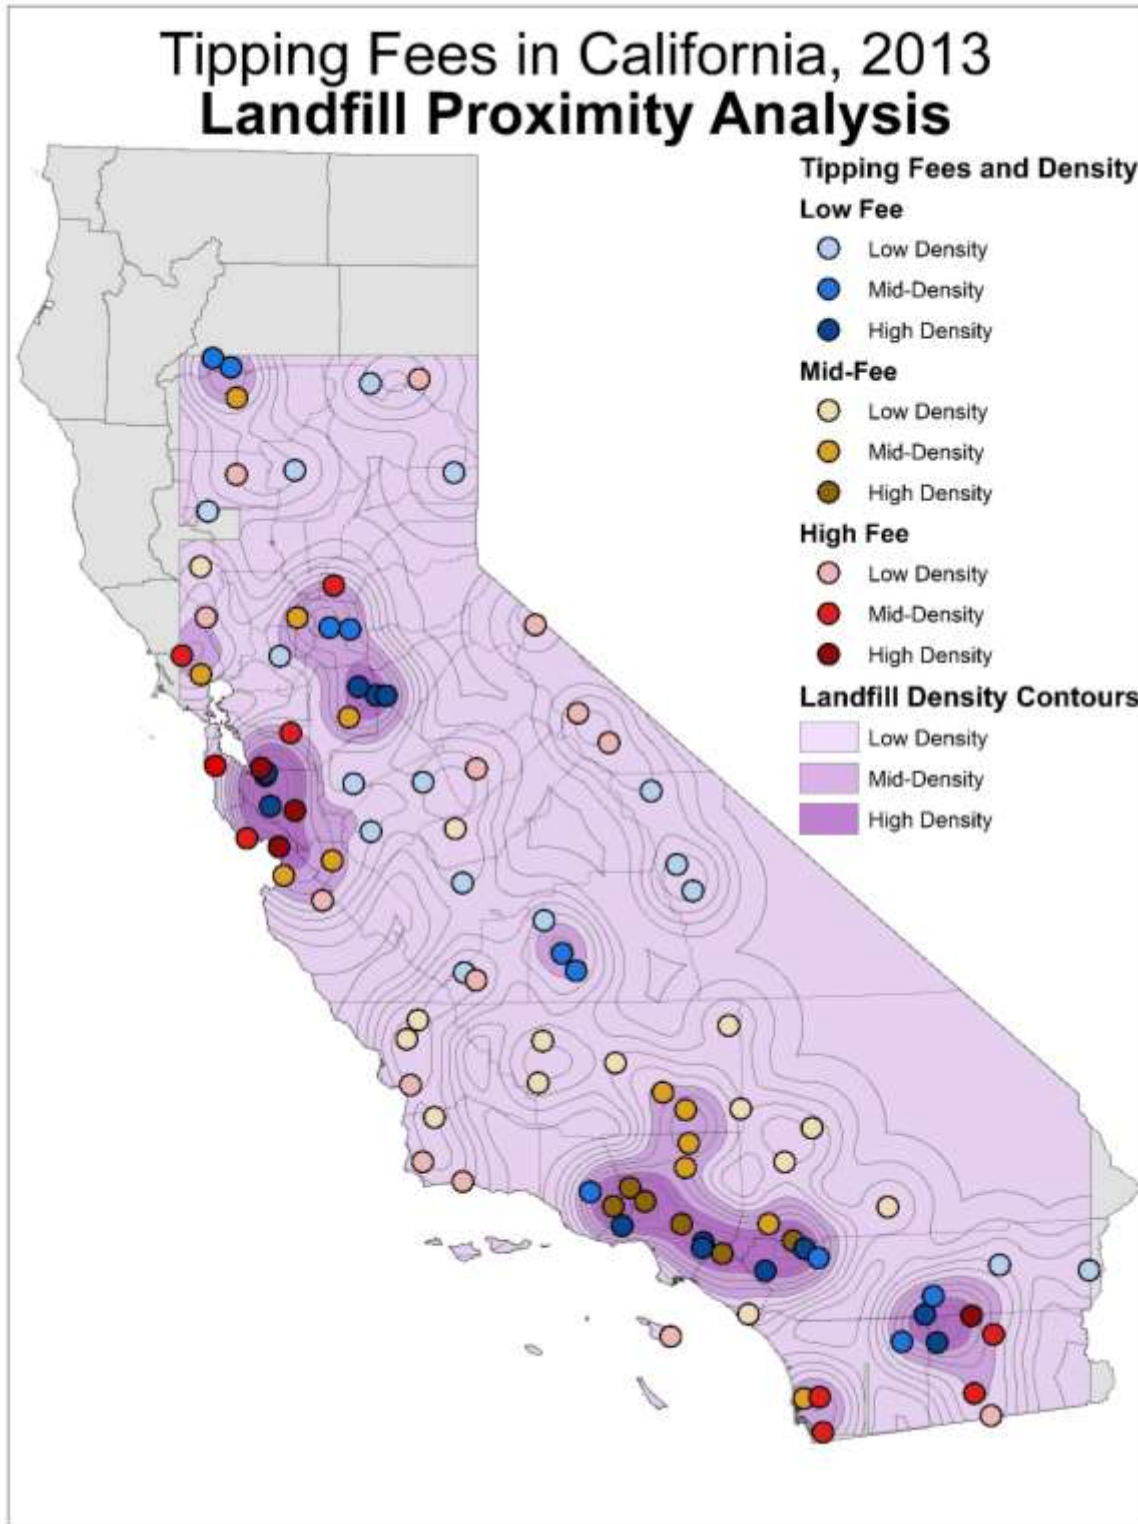 Tipping Fees in California, 2013
Landfill Proximity Analysis
Tipping Fees and Density
Low Fee
Low Density
Mid-Density
High Density
Mid-Fee
Low Density
Mid-Density
High Density
High Fee
Low Density
Mid-Density
High Density
Landfill Density Contours
Low Density
Mid-Density
High Density